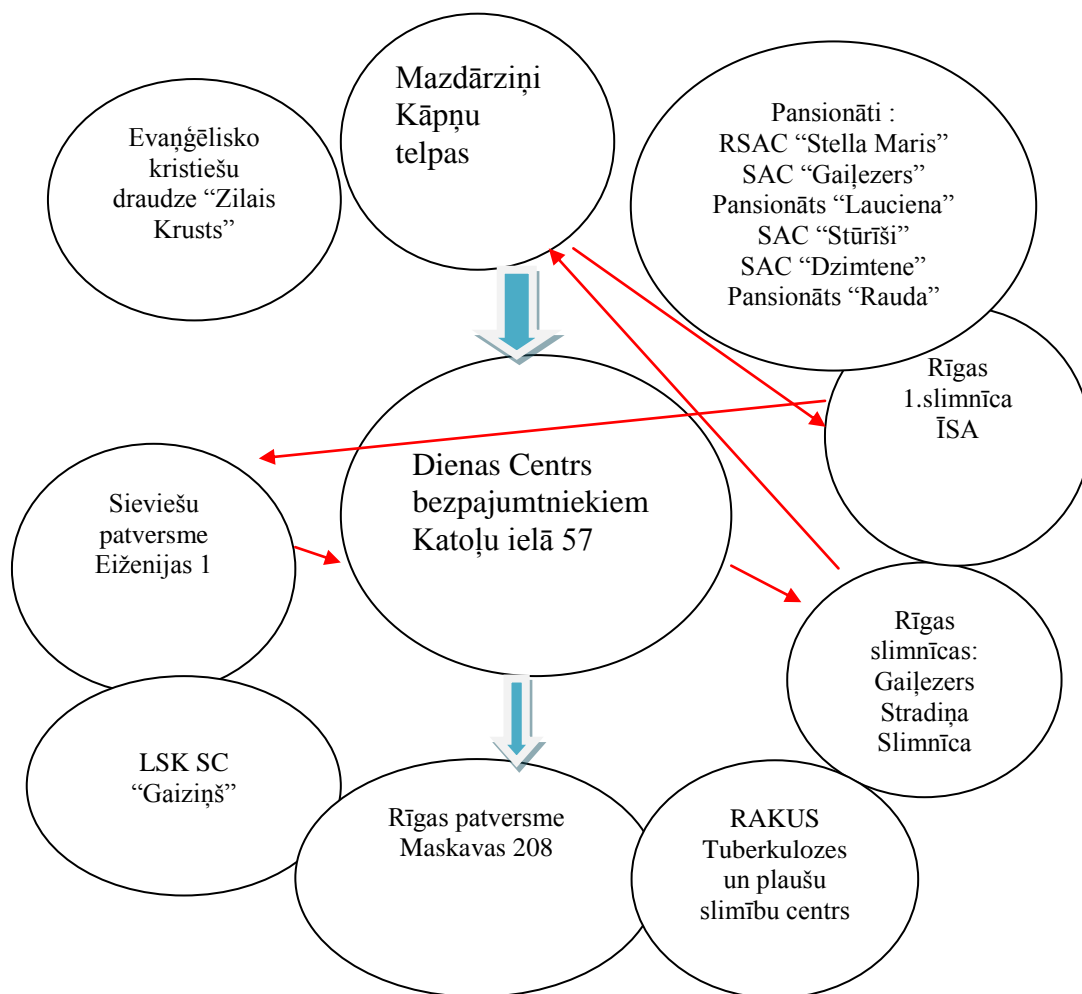 Mazdārziņi
Kāpņu
telpas
Evaņģēlisko
kristiešu
draudze “Zilais
Krusts”
Pansionāti :
RSAC “Stella Maris”
SAC “Gaiļezers”
Pansionāts “Lauciena”
SAC “Stūrīši”
SAC “Dzimtene”
Pansionāts “Rauda”
Rīgas
1.slimnīca
ĪSA
Dienas Centrs
bezpajumtniekiem
Katoļu ielā 57
Sieviešu
patversme
Eiženijas 1
Rīgas
slimnīcas:
Gaiļezers
Stradiņa
Slimnīca
LSK SC
“Gaiziņš”
Rīgas patversme
Maskavas 208
RAKUS
Tuberkulozes
un plaušu
slimību centrs